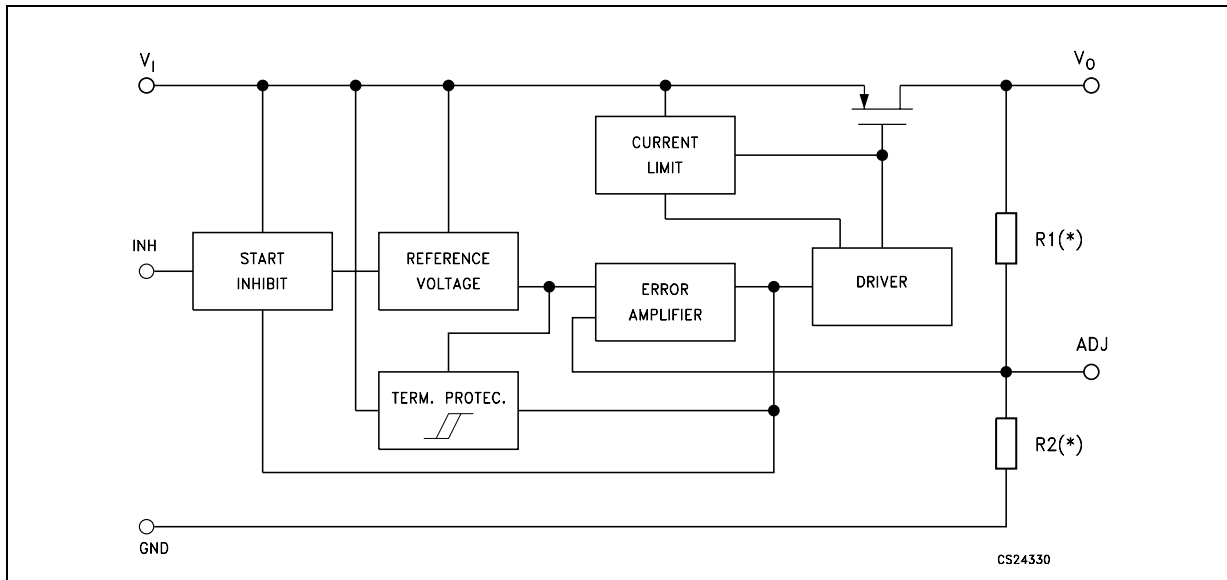 V_I
V_O
CURRENT
LIMIT
INH
START
INHIBIT
REFERENCE
VOLTAGE
ERROR
AMPLIFIER
DRIVER
R1(*)
ADJ
TERM. PROTEC.
R2(*)
GND
CS24330